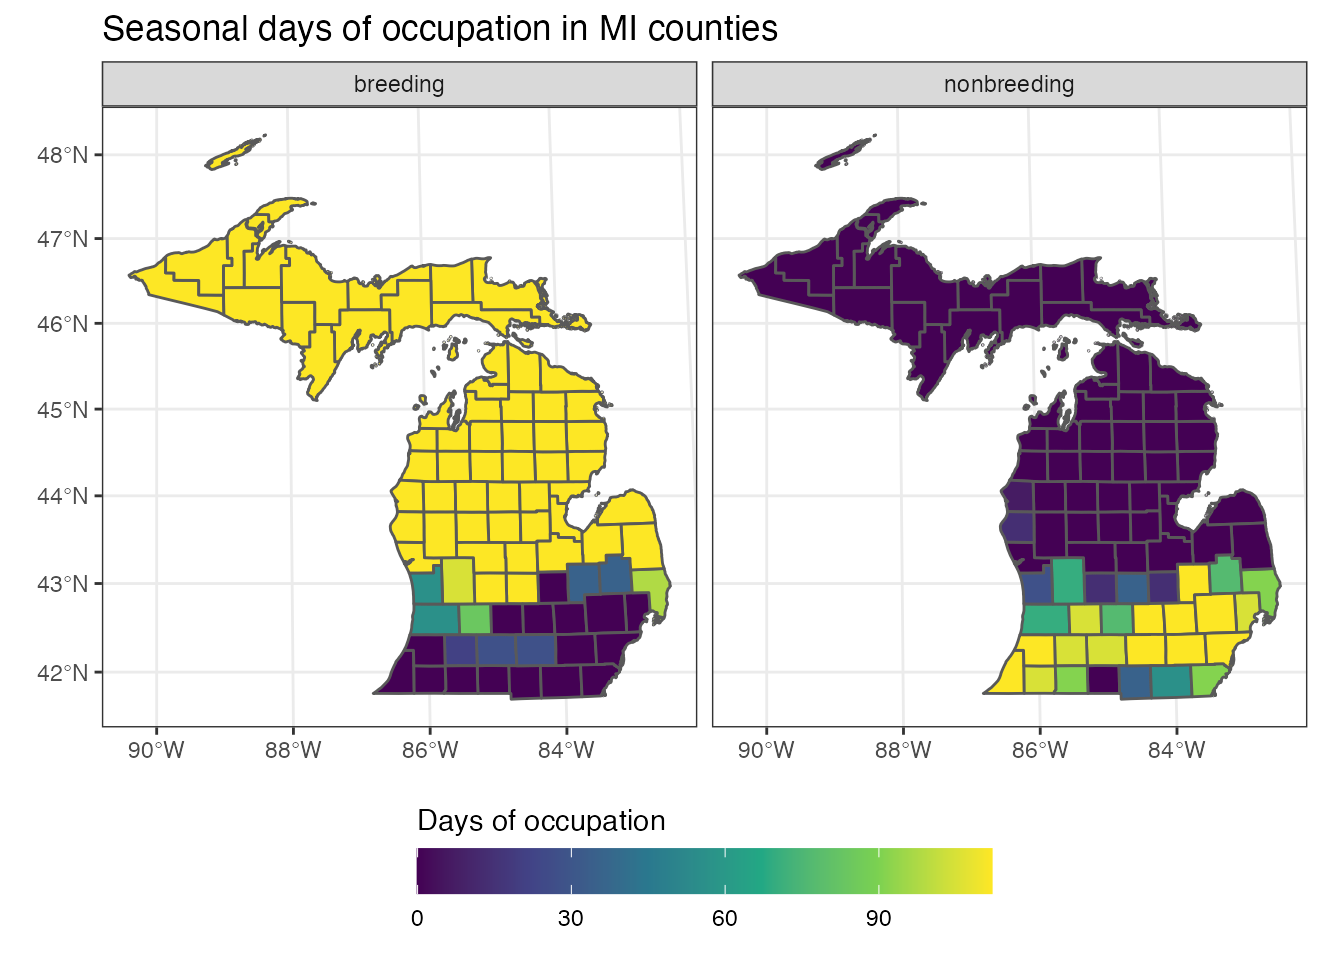 Seasonal days of occupation in MI counties
breeding
nonbreeding
48°N
47°N
46°N
45°N
44°N
43°N
42°N
90°W 88°W 86°W 84°W
90°W 88°W 86°W 84°W
Days of occupation
0 30 60 90